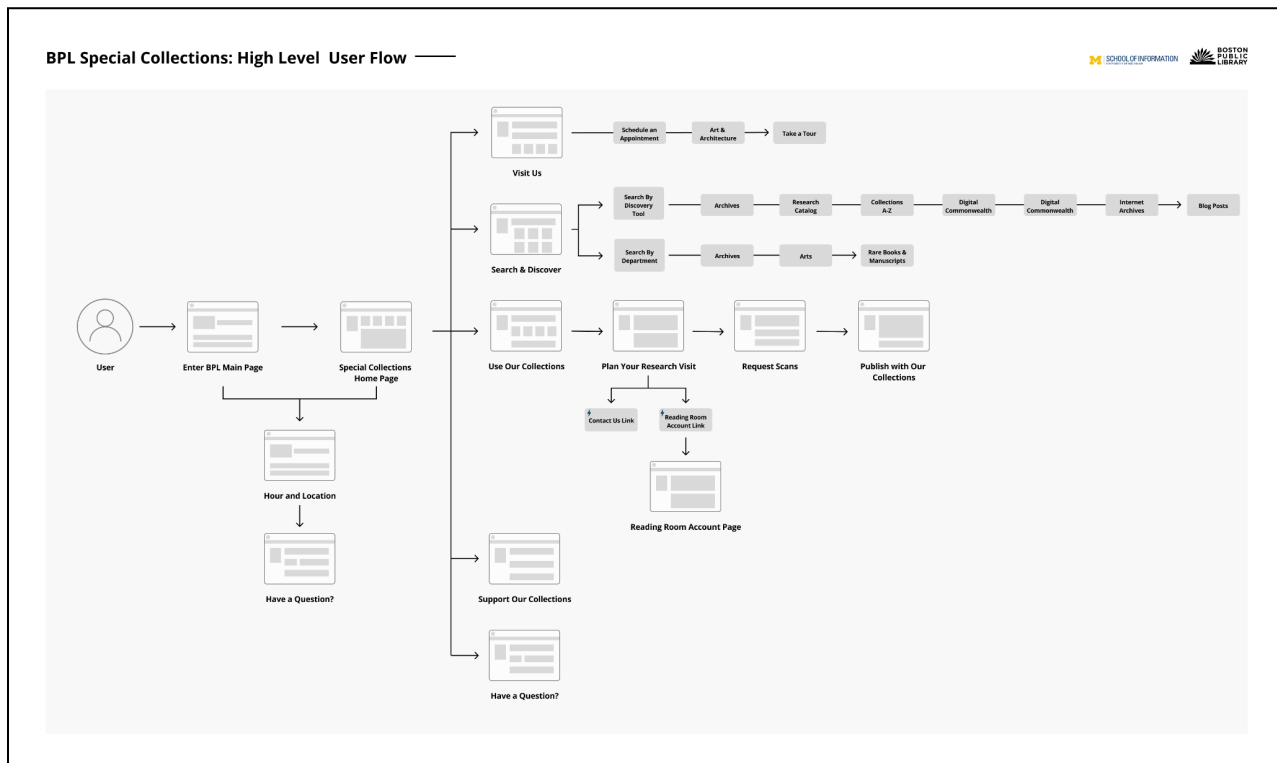 BPL Special Collections: High Level User Flow
SCHOOL OF INFORMATION
BOSTON
PUBLIC
LIBRARY
Schedule an
Appointment
Art &
Architecture
Take a Tour
Visit Us
Search By
Discovery
Tool
Archives
Research
Catalog
Collections
A-Z
Digital
Commonwealth
Digital
Commonwealth
Internet
Archives
Blog Posts
Search By
Department
Archives
Arts
Rare Books &
Manuscripts
Search & Discover
User
Enter BPL Main Page
Special Collections
Home Page
Use Our Collections
Plan Your Research Visit
Request Scans
Publish with Our
Collections
Contact Us Link
Reading Room
Account Link
Hour and Location
Reading Room Account Page
Have a Question?
Support Our Collections
Have a Question?